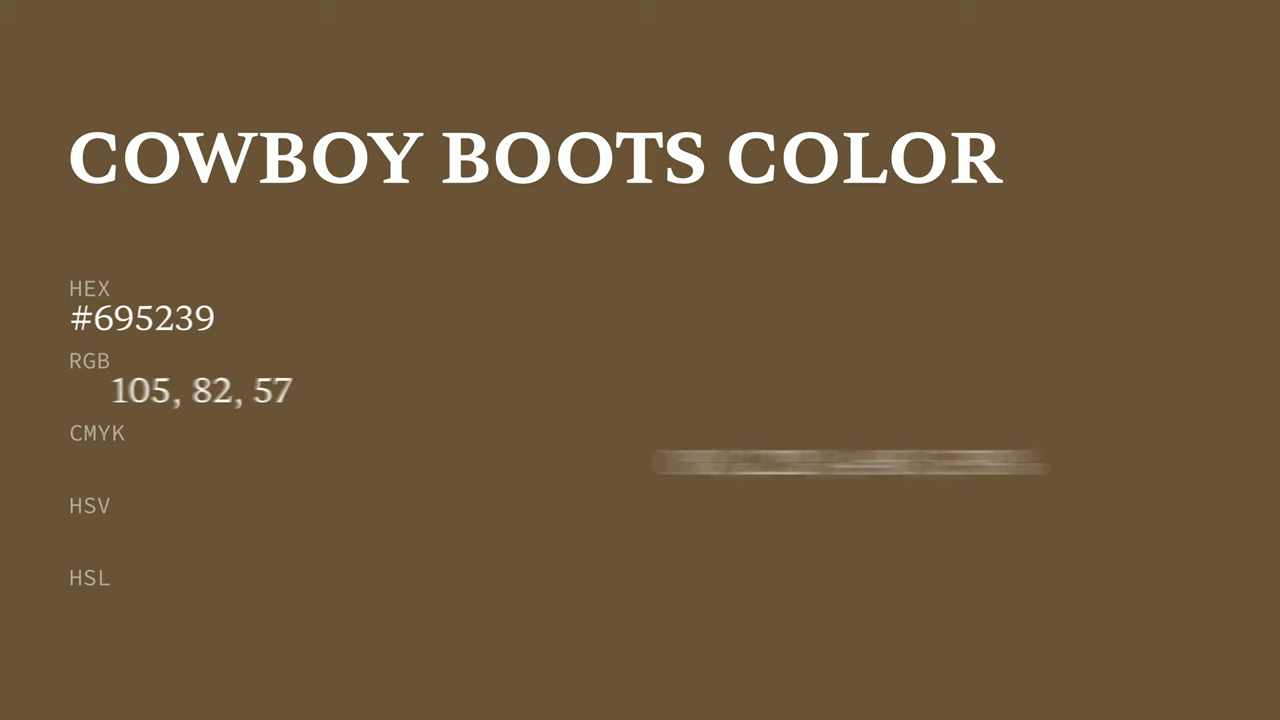 COWBOY BOOTS COLOR
HEX
#695239
RGB
105, 82, 57
CMYK
HSV
HSL